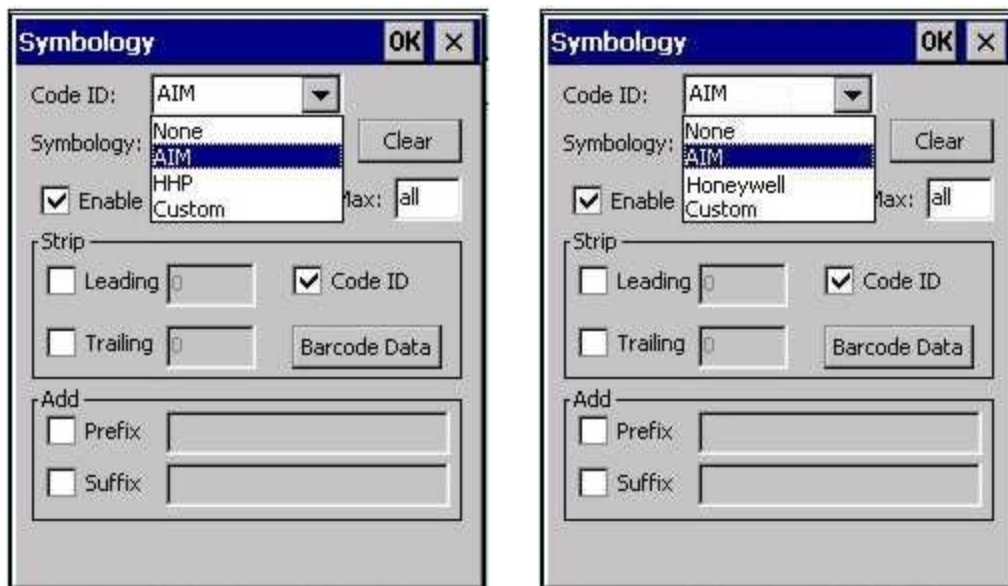 Symbology OK ×
Code ID: AIM
None
Symbology: AIM Clear
HHP
Enable Max: all
Custom
Strip
Leading 0 Code ID
Trailing 0 Barcode Data
Add
Prefix
Suffix
Symbology OK ×
Code ID: AIM
None
Symbology: AIM Clear
Honeywell
Enable Max: all
Custom
Strip
Leading 0 Code ID
Trailing 0 Barcode Data
Add
Prefix
Suffix